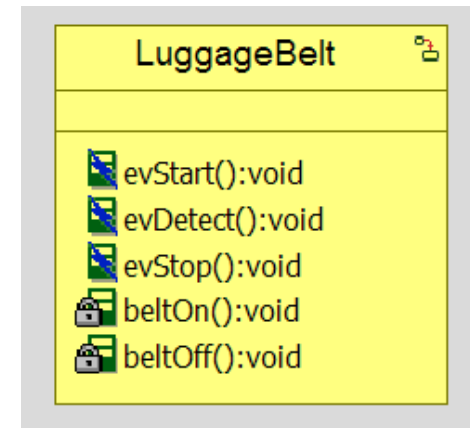 LuggageBelt
evStart():void
evDetect():void
evStop():void
beltOn():void
beltOff():void